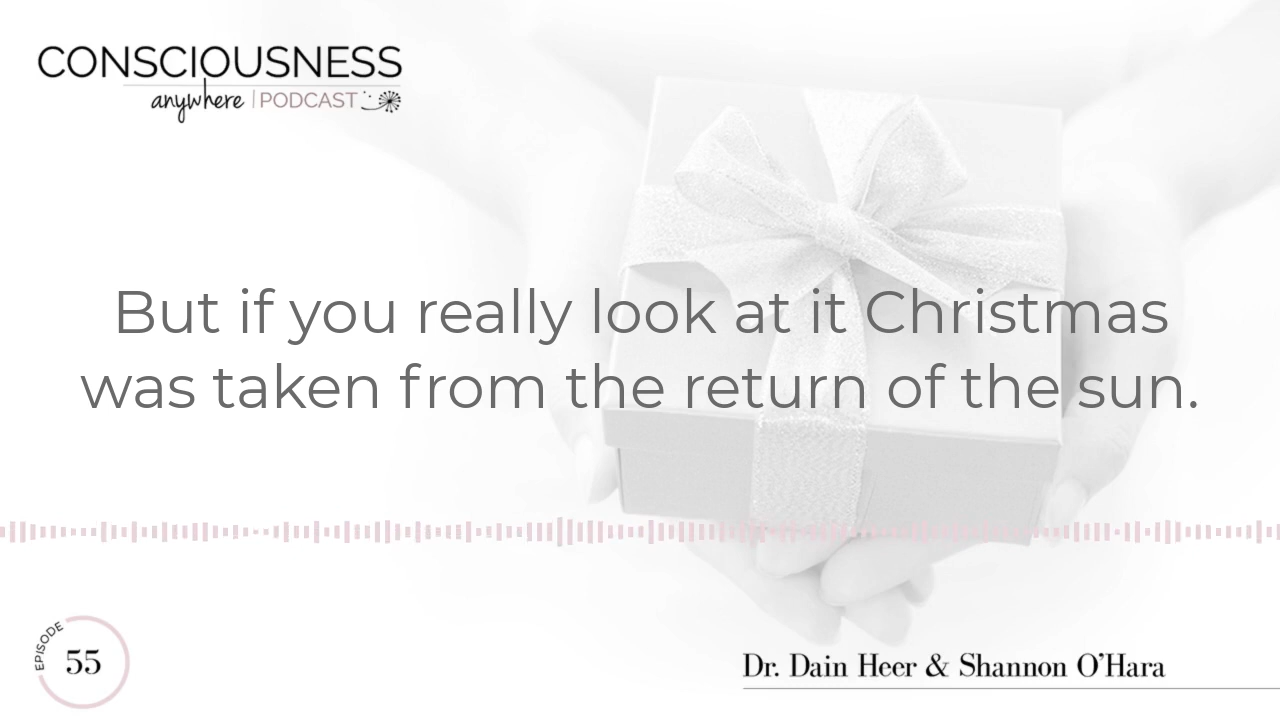 CONSCIOUSNESS
anywhere | PODCAST
But if you really look at it Christmas
was taken from the return of the sun.
EPISODE
55
Dr. Dain Heer & Shannon O'Hara